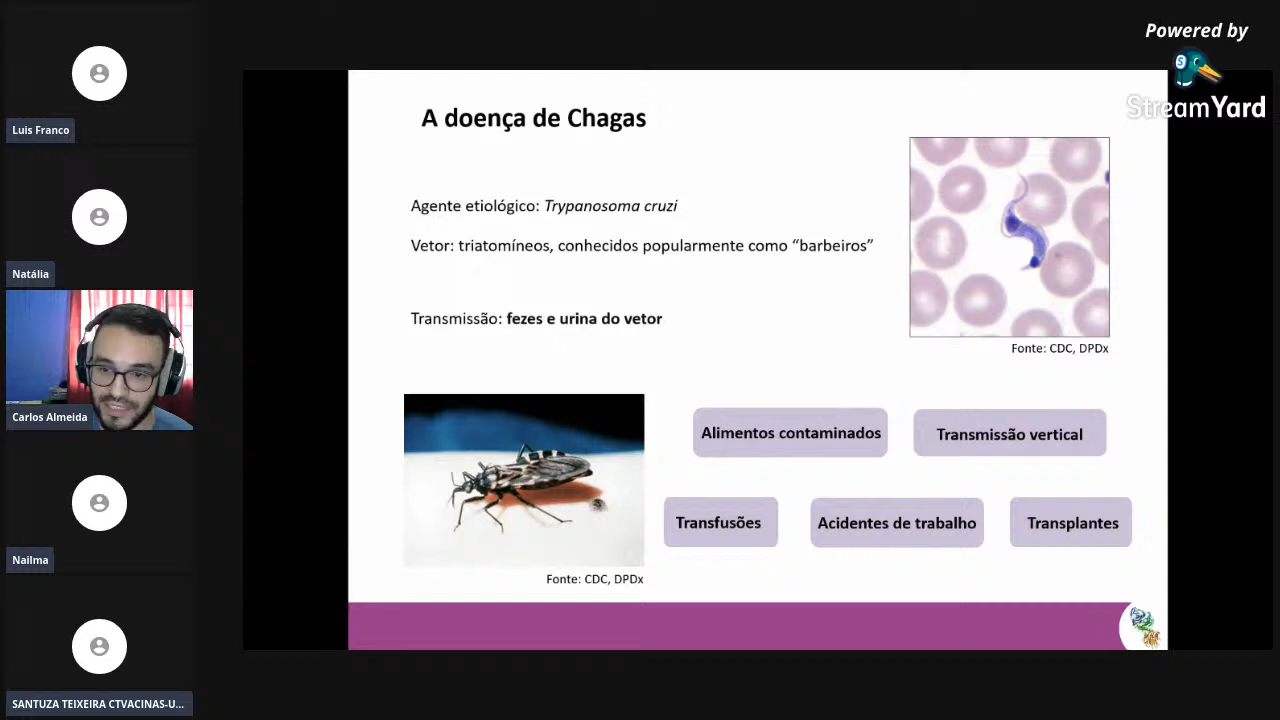 Powered by
StreamYard
Luis Franco
Natália
Carlos Almeida
Nailma
SANTUZA TEIXEIRA CTVACINAS-U...
A doença de Chagas
Agente etiológico: Trypanosoma cruzi
Vetor: triatomíneos, conhecidos popularmente como “barbeiros”
Transmissão: fezes e urina do vetor
Fonte: CDC, DPDx
Alimentos contaminados
Transmissão vertical
Transfusões
Acidentes de trabalho
Transplantes
Fonte: CDC, DPDx